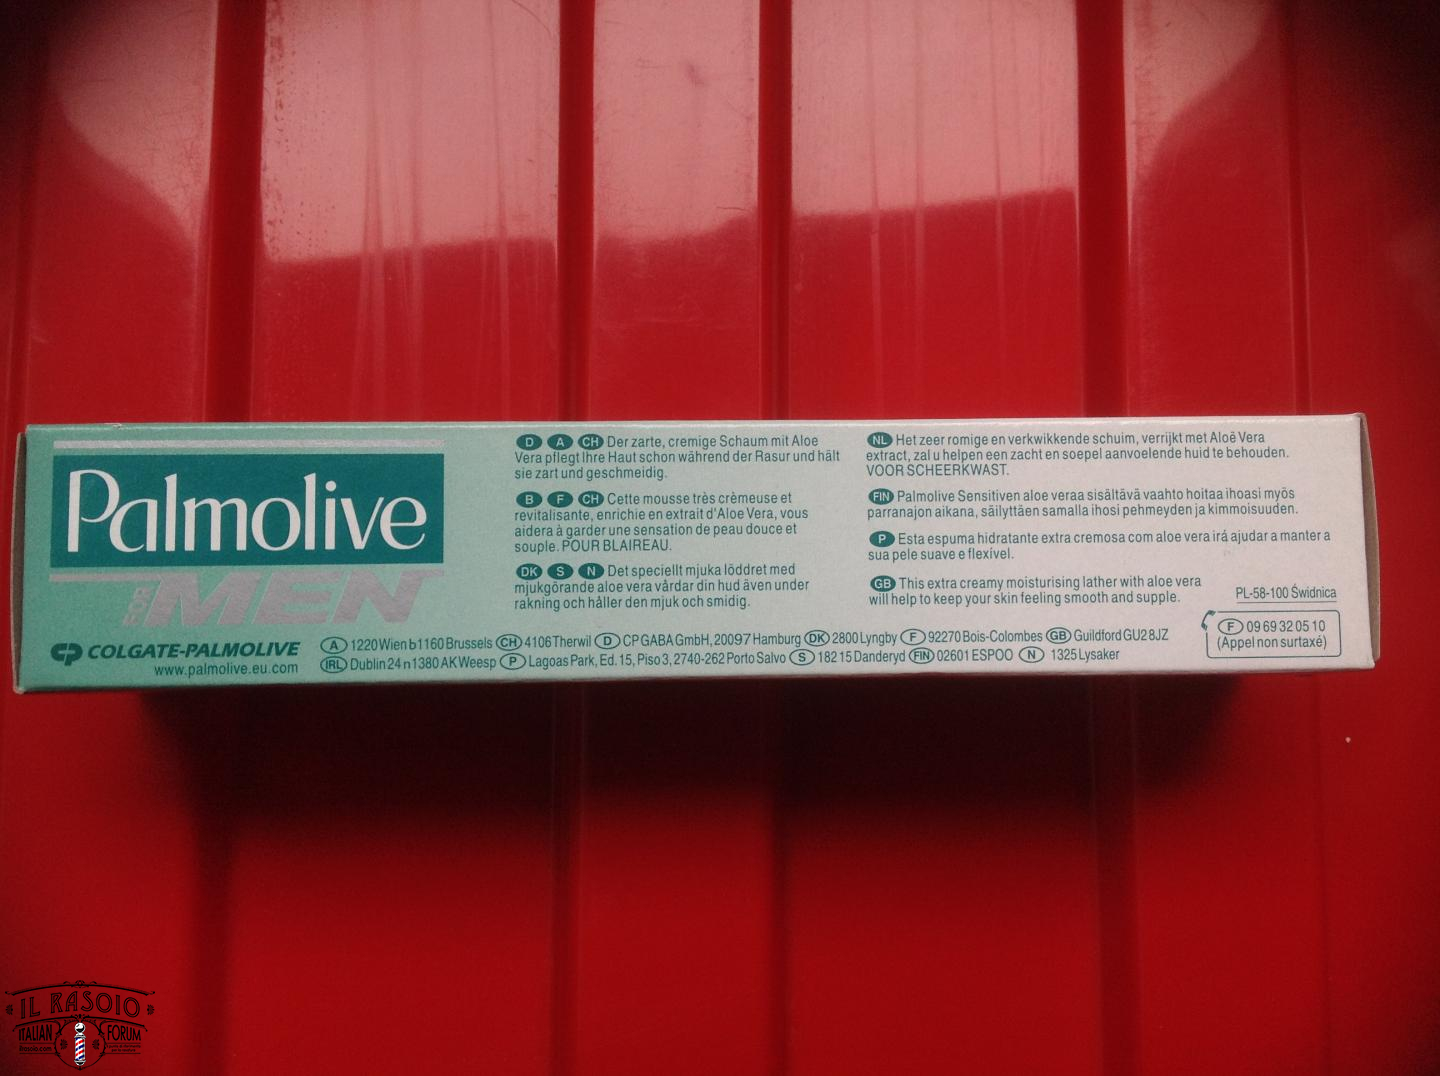 Palmolive
FOR MEN
COLGATE-PALMOLIVE
www.palmolive.eu.com
D A CH Der zarte, cremige Schaum mit Aloe
Vera pflegt Ihre Haut schon während der Rasur und hält
sie zart und geschmeidig.
B F CH Cette mousse très crèmeuse et
revitalisante, enrichie en extrait d'Aloe Vera, vous
aidera à garder une sensation de peau douce et
souple. POUR BLAIREAU.
DK S N Det speciellt mjuka löddret med
mjukgörande aloe vera vårdar din hud även under
rakning och håller den mjuk och smidig.
NL Het zeer romige en verkwikkende schuim, verrijkt met Aloë Vera
extract, zal u helpen een zacht en soepel aanvoelende huid te behouden.
VOOR SCHEERKWAST.
FIN Palmolive Sensitiven aloe veraa sisältävä vaahto hoitaa ihoasi myös
parranajon aikana, säilyttäen samalla ihosi pehmeyden ja kimmoisuuden.
P Esta espuma hidratante extra cremosa com aloe vera irá ajudar a manter a
sua pele suave e flexível.
GB This extra creamy moisturising lather with aloe vera
will help to keep your skin feeling smooth and supple.
PL-58-100 Świdnica
A 1220 Wien b 1160 Brussels CH 4106 Therwil D CP GABA GmbH, 20097 Hamburg DK 2800 Lyngby F 92270 Bois-Colombes GB Guildford GU2 8JZ
IRL Dublin 24 n 1380 AK Weesp P Lagoas Park, Ed. 15, Piso 3, 2740-262 Porto Salvo S 182 15 Danderyd FIN 02601 ESPOO N 1325 Lysaker
F 09 69 32 05 10
(Appel non surtaxé)
IL RASOIO
ITALIAN FORUM